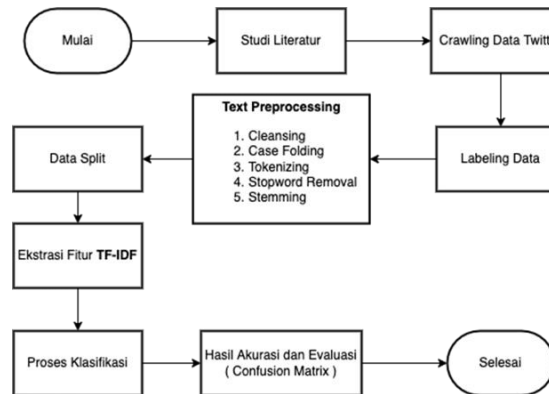 Mulai
Studi Literatur
Crawling Data Twitt
Text Preprocessing
1. Cleansing
2. Case Folding
3. Tokenizing
4. Stopword Removal
5. Stemming
Labeling Data
Data Split
Ekstrasi Fitur TF-IDF
Proses Klasifikasi
Hasil Akurasi dan Evaluasi
( Confusion Matrix )
Selesai